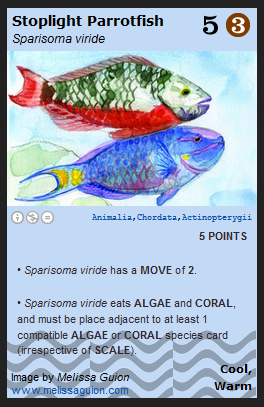 Stoplight Parrotfish
Sparisoma viride
5 3
Animalia,Chordata,Actinopterygii
5 POINTS
• Sparisoma viride has a MOVE of 2.
• Sparisoma viride eats ALGAE and CORAL,
and must be place adjacent to at least 1
compatible ALGAE or CORAL species card
(irrespective of SCALE).
Cool,
Warm
Image by Melissa Guion
www.melissaguion.com